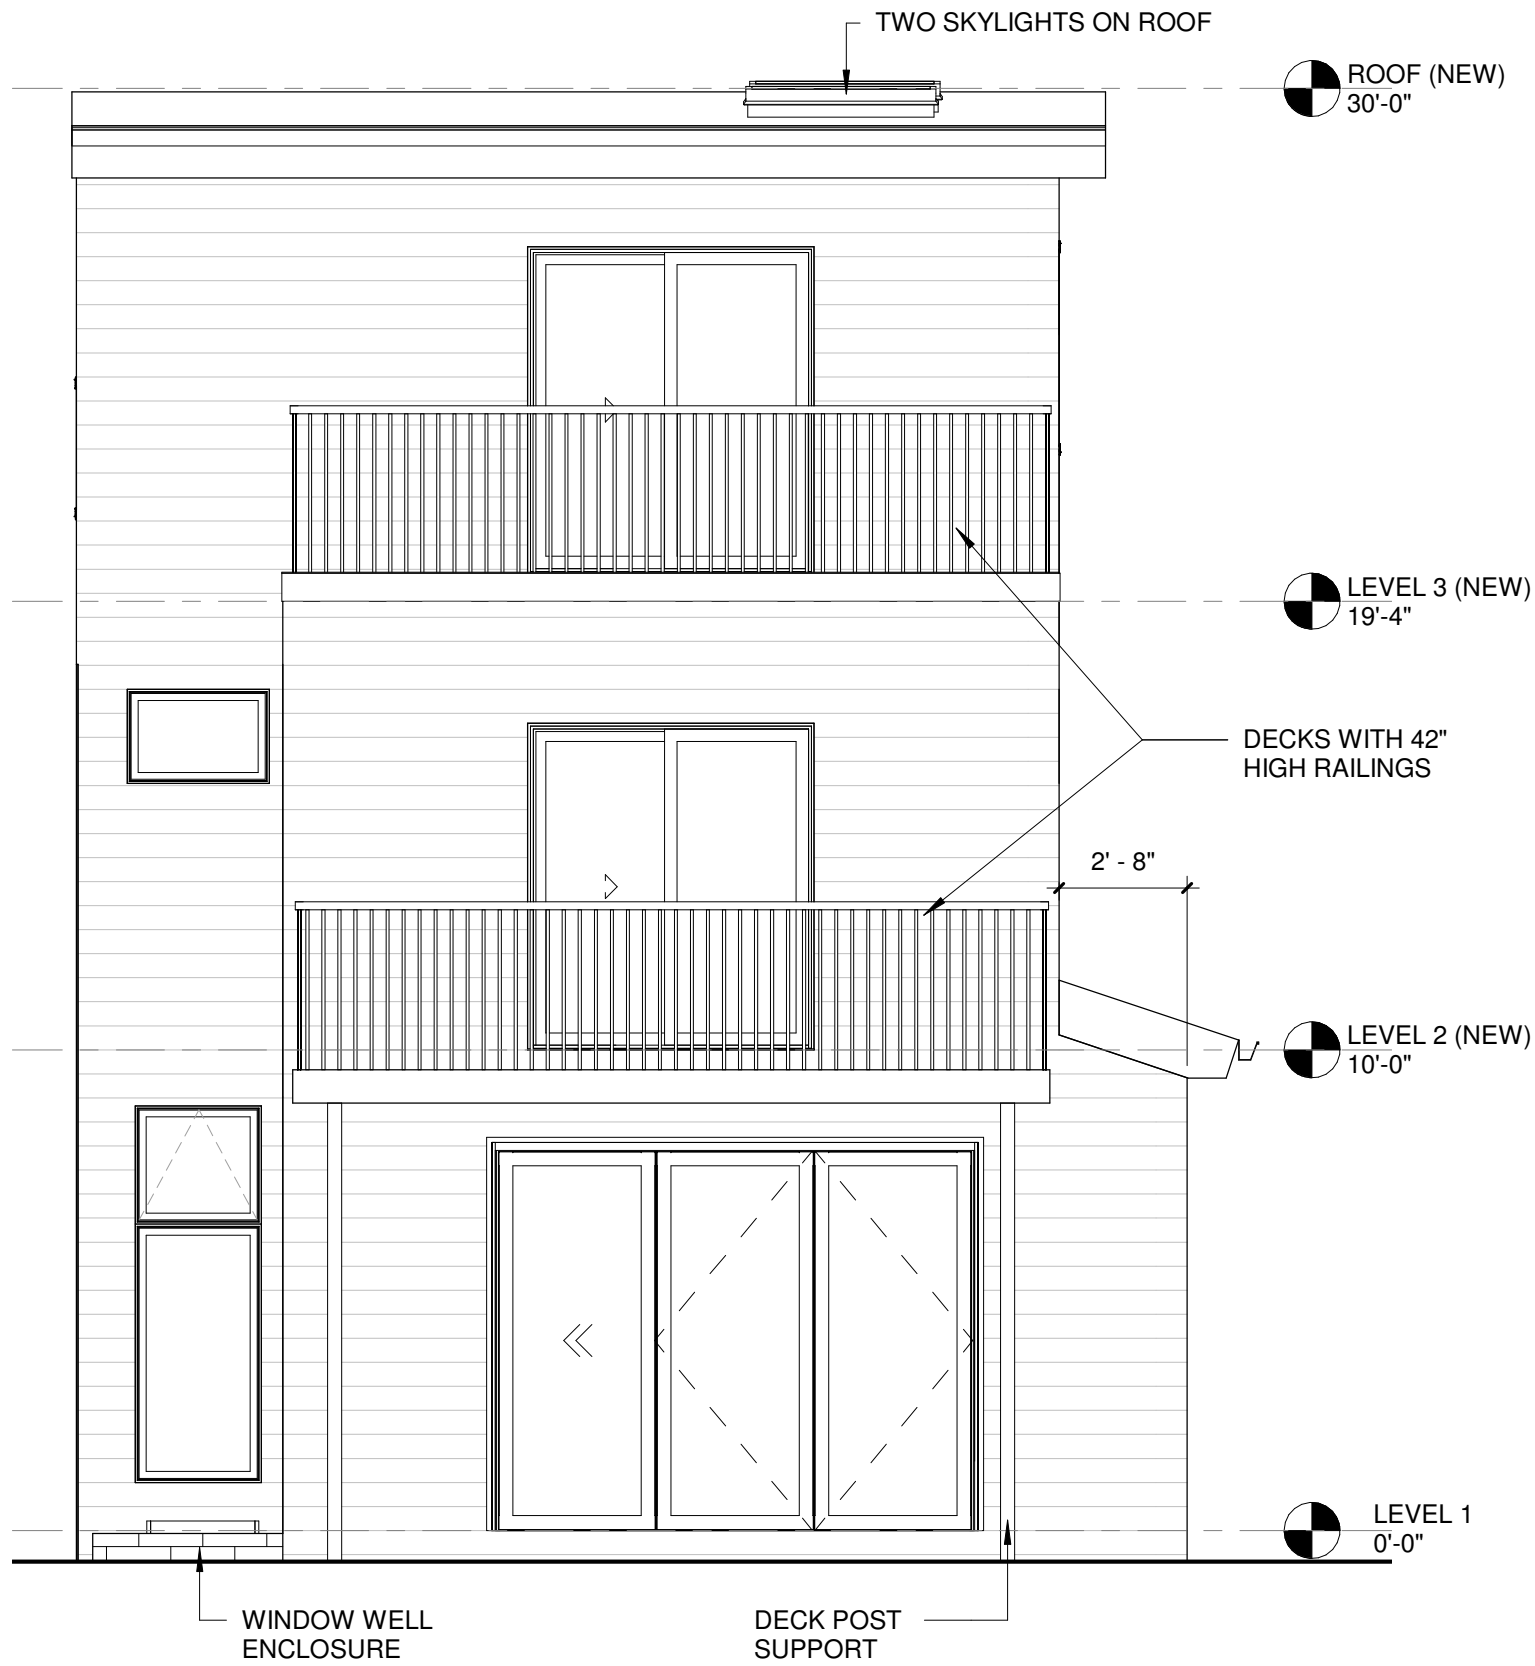 TWO SKYLIGHTS ON ROOF
ROOF (NEW)
30'-0"
LEVEL 3 (NEW)
19'-4"
DECKS WITH 42"
HIGH RAILINGS
2' - 8"
LEVEL 2 (NEW)
10'-0"
LEVEL 1
0'-0"
WINDOW WELL
ENCLOSURE
DECK POST
SUPPORT